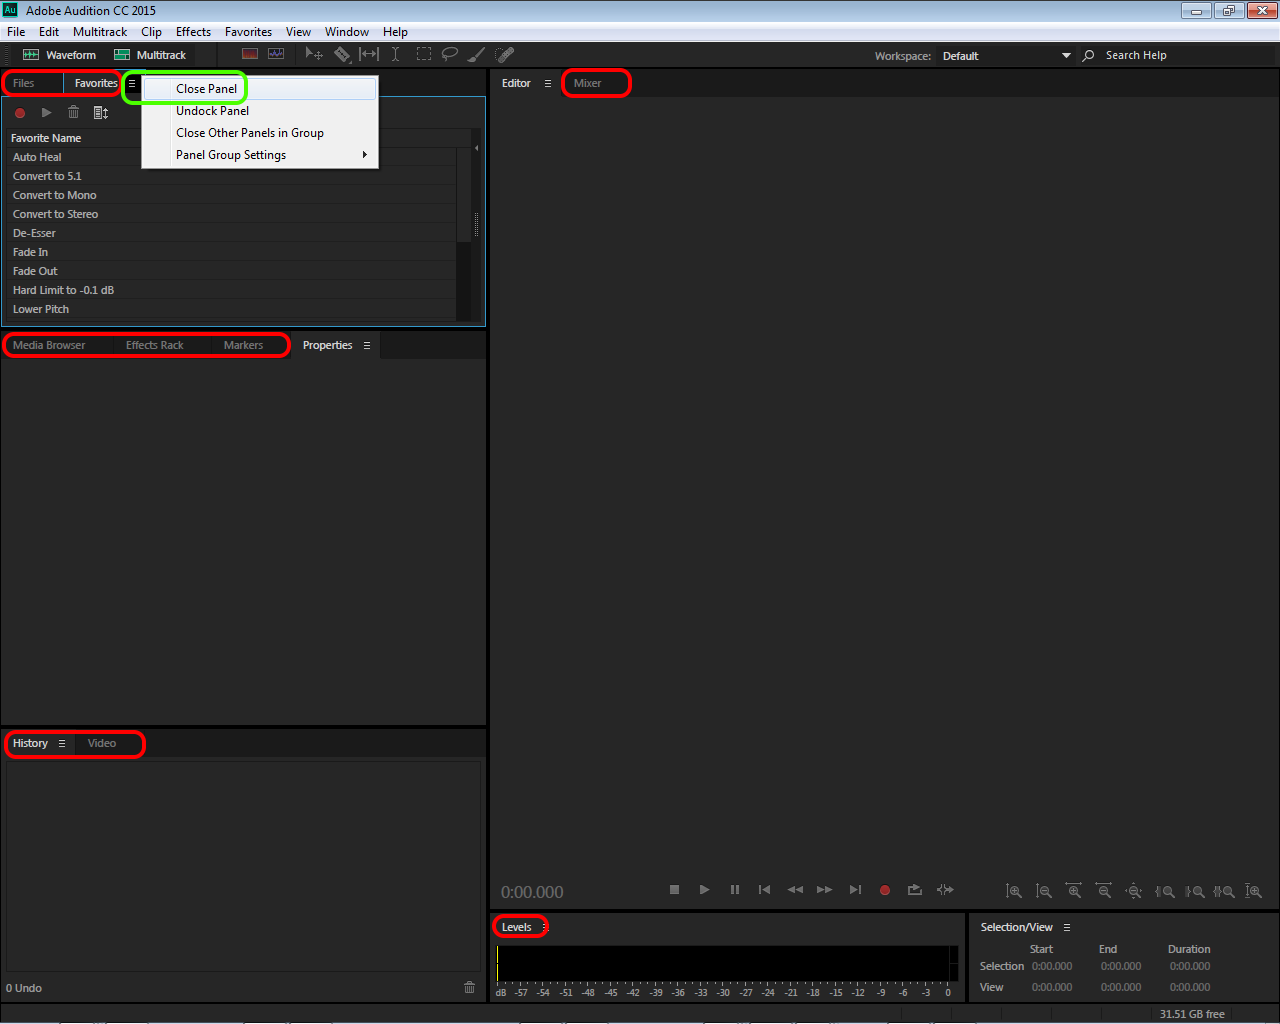 Au Adobe Audition CC 2015
File Edit Multitrack Clip Effects Favorites View Window Help
Waveform Multitrack Workspace: Default Search Help
Files Favorites
Close Panel
Undock Panel
Close Other Panels in Group
Panel Group Settings
Favorite Name
Auto Heal
Convert to 5.1
Convert to Mono
Convert to Stereo
De-Esser
Fade In
Fade Out
Hard Limit to -0.1 dB
Lower Pitch
Media Browser Effects Rack Markers Properties
History Video
0 Undo
Editor Mixer
0:00.000
Levels
dB -57 -54 -51 -48 -45 -42 -39 -36 -33 -30 -27 -24 -21 -18 -15 -12 -9 -6 -3 0
Selection/View
Start End Duration
Selection 0:00.000 0:00.000 0:00.000
View 0:00.000 0:00.000 0:00.000
31.51 GB free